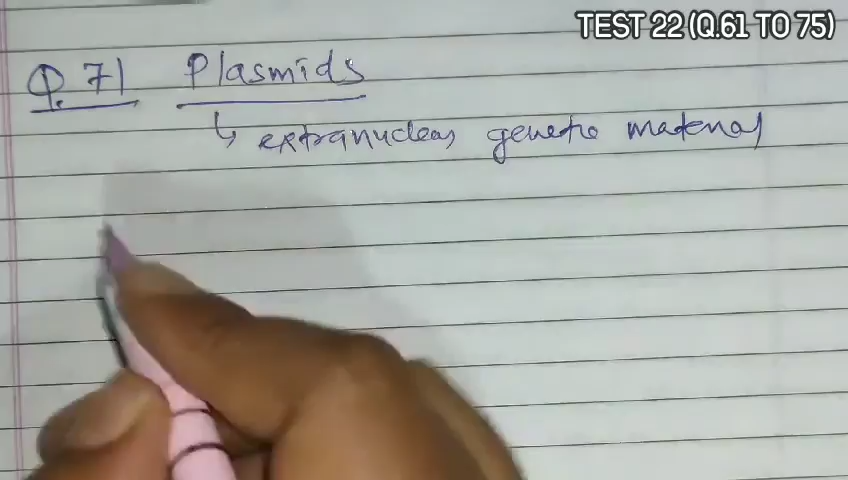 TEST 22 (Q.61 TO 75)
Q.71 Plasmids
↳ extranuclear genetic material